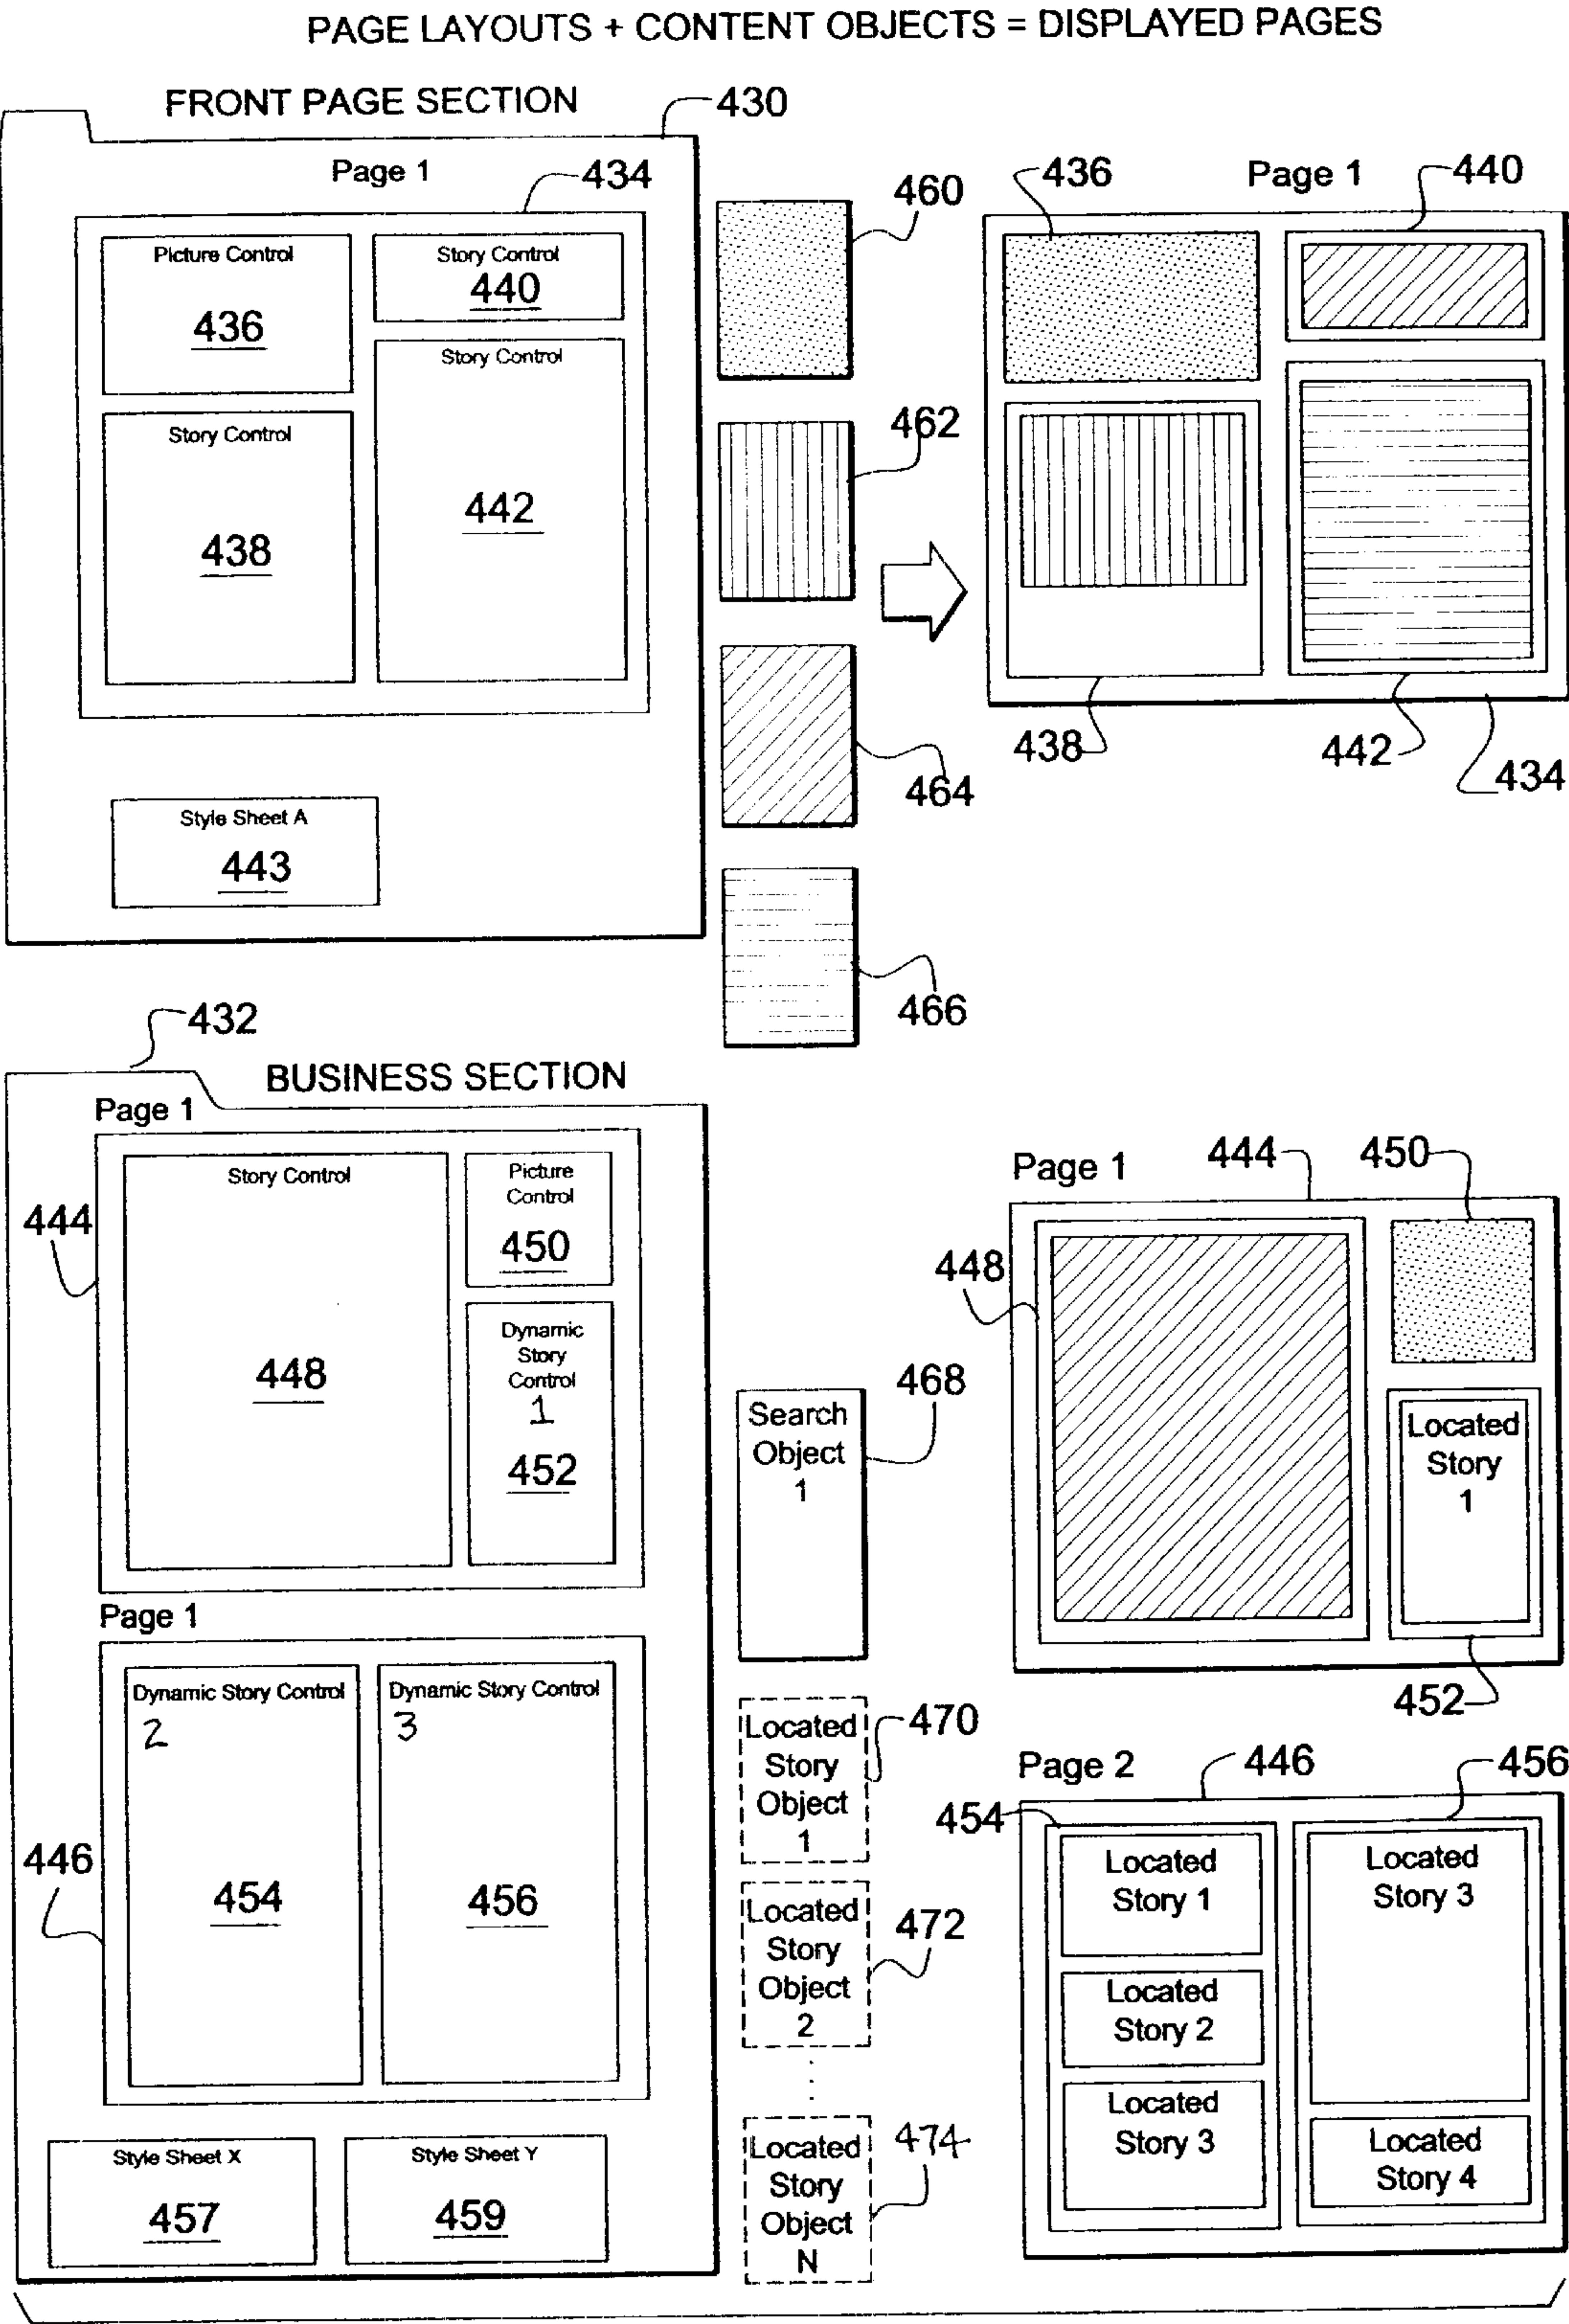 PAGE LAYOUTS + CONTENT OBJECTS = DISPLAYED PAGES
FRONT PAGE SECTION
430
Page 1
434
Picture Control
436
Story Control
440
Story Control
438
Story Control
442
Style Sheet A
443
460
462
464
466
436
Page 1
440
438
442
434
432
BUSINESS SECTION
Page 1
444
Story Control
448
Picture
Control
450
Dynamic
Story
Control
1
452
Page 1
446
Dynamic Story Control
2
454
Dynamic Story Control
3
456
Style Sheet X
457
Style Sheet Y
459
Search
Object
1
468
Located
Story
Object
1
470
Located
Story
Object
2
472
Located
Story
Object
N
474
Page 1
444
450
448
Located
Story
1
452
Page 2
446
456
454
Located
Story 1
Located
Story 2
Located
Story 3
Located
Story 3
Located
Story 4